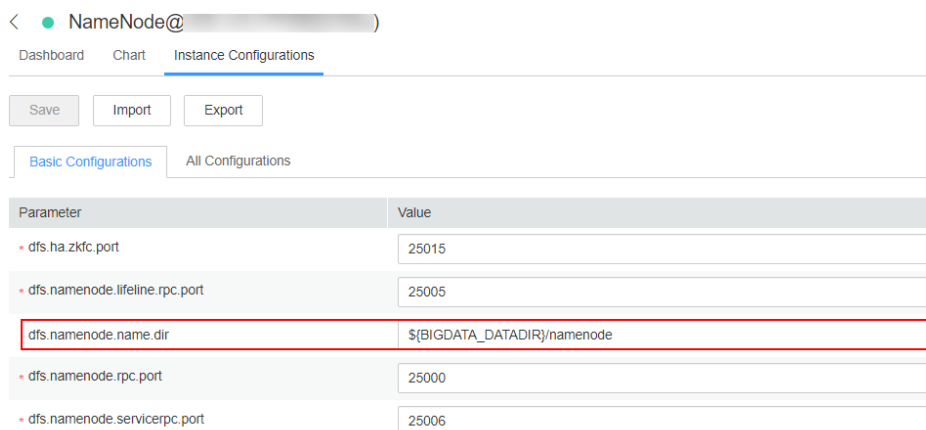 NameNode@ )
Dashboard Chart Instance Configurations
Save Import Export
Basic Configurations All Configurations
Parameter Value
* dfs.ha.zkfc.port 25015
* dfs.namenode.lifeline.rpc.port 25005
dfs.namenode.name.dir ${BIGDATA_DATADIR}/namenode
* dfs.namenode.rpc.port 25000
* dfs.namenode.servicerpc.port 25006